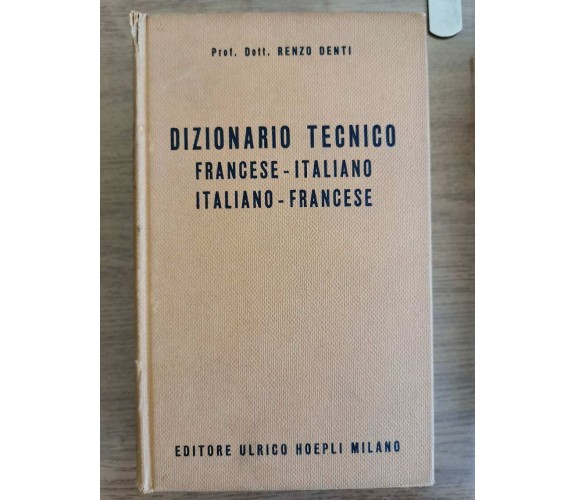 Prof. Dott. RENZO DENTI
DIZIONARIO TECNICO
FRANCESE - ITALIANO
ITALIANO - FRANCESE
EDITORE ULRICO HOEPLI MILANO